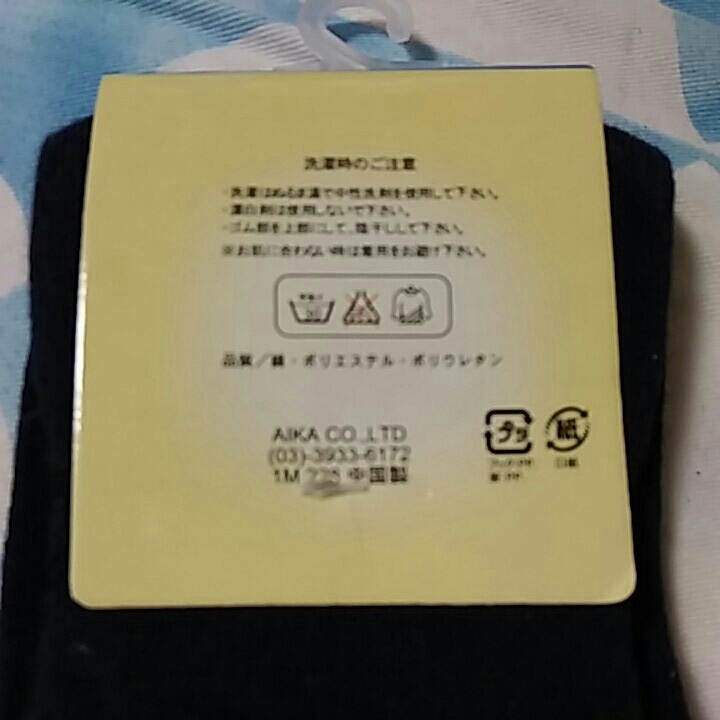 洗濯時のご注意
・洗濯はぬるま湯で中性洗剤を使用して下さい。
・漂白剤は使用しないで下さい。
・ゴム部を上部にして、陰干しして下さい。
※お肌に合わない時は着用をお避け下さい。
品質/綿・ポリエステル・ポリウレタン
AIKA CO.,LTD
(03)-3933-6172
1M 中国製
プラ
紙
口紙